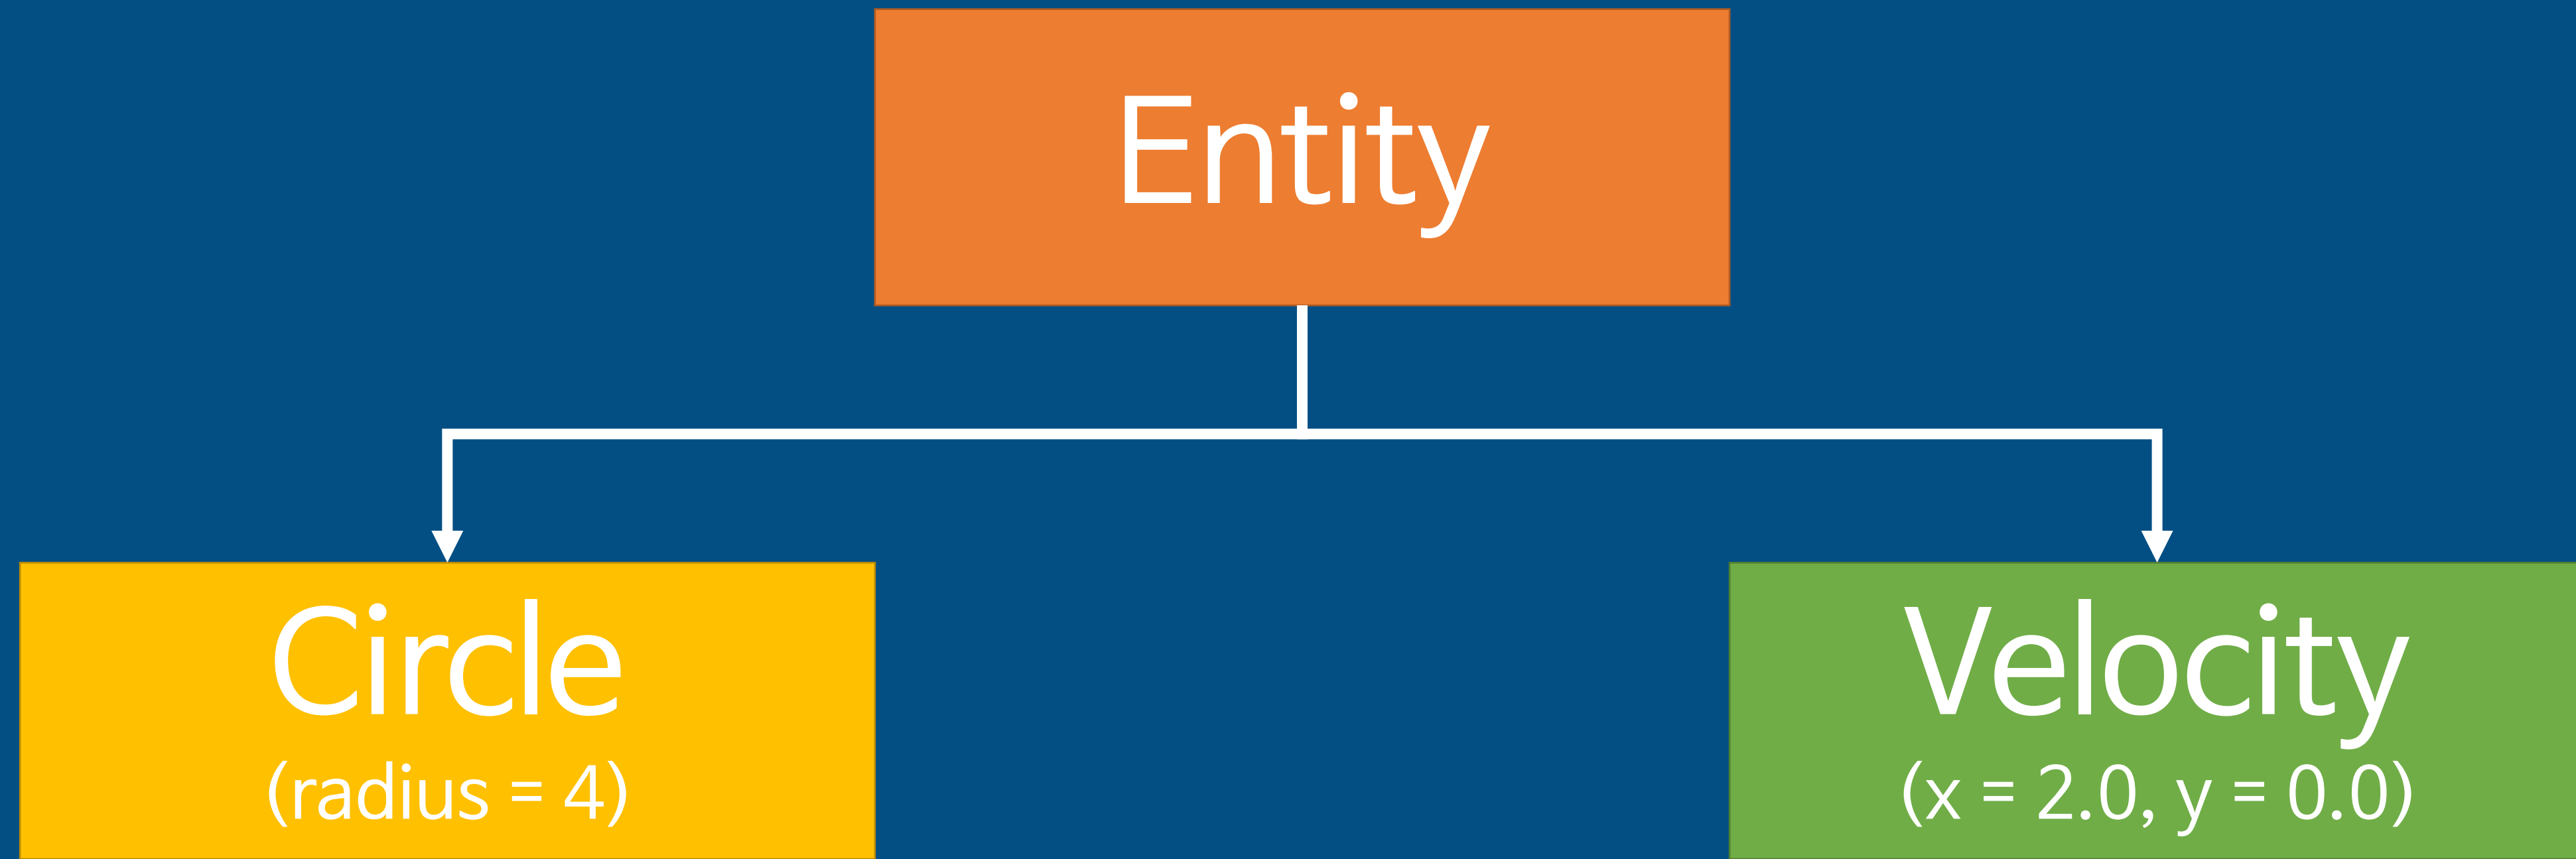 Entity
Circle
(radius = 4)
Velocity
(x = 2.0, y = 0.0)